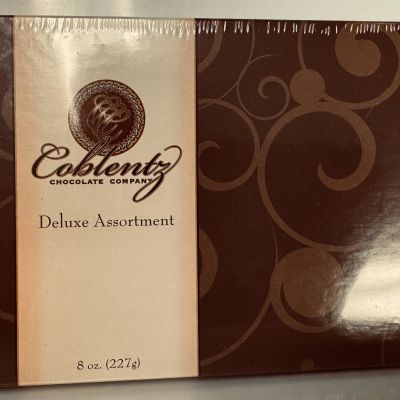 Coblentz
CHOCOLATE COMPANY
Deluxe Assortment
8 oz. (227g)